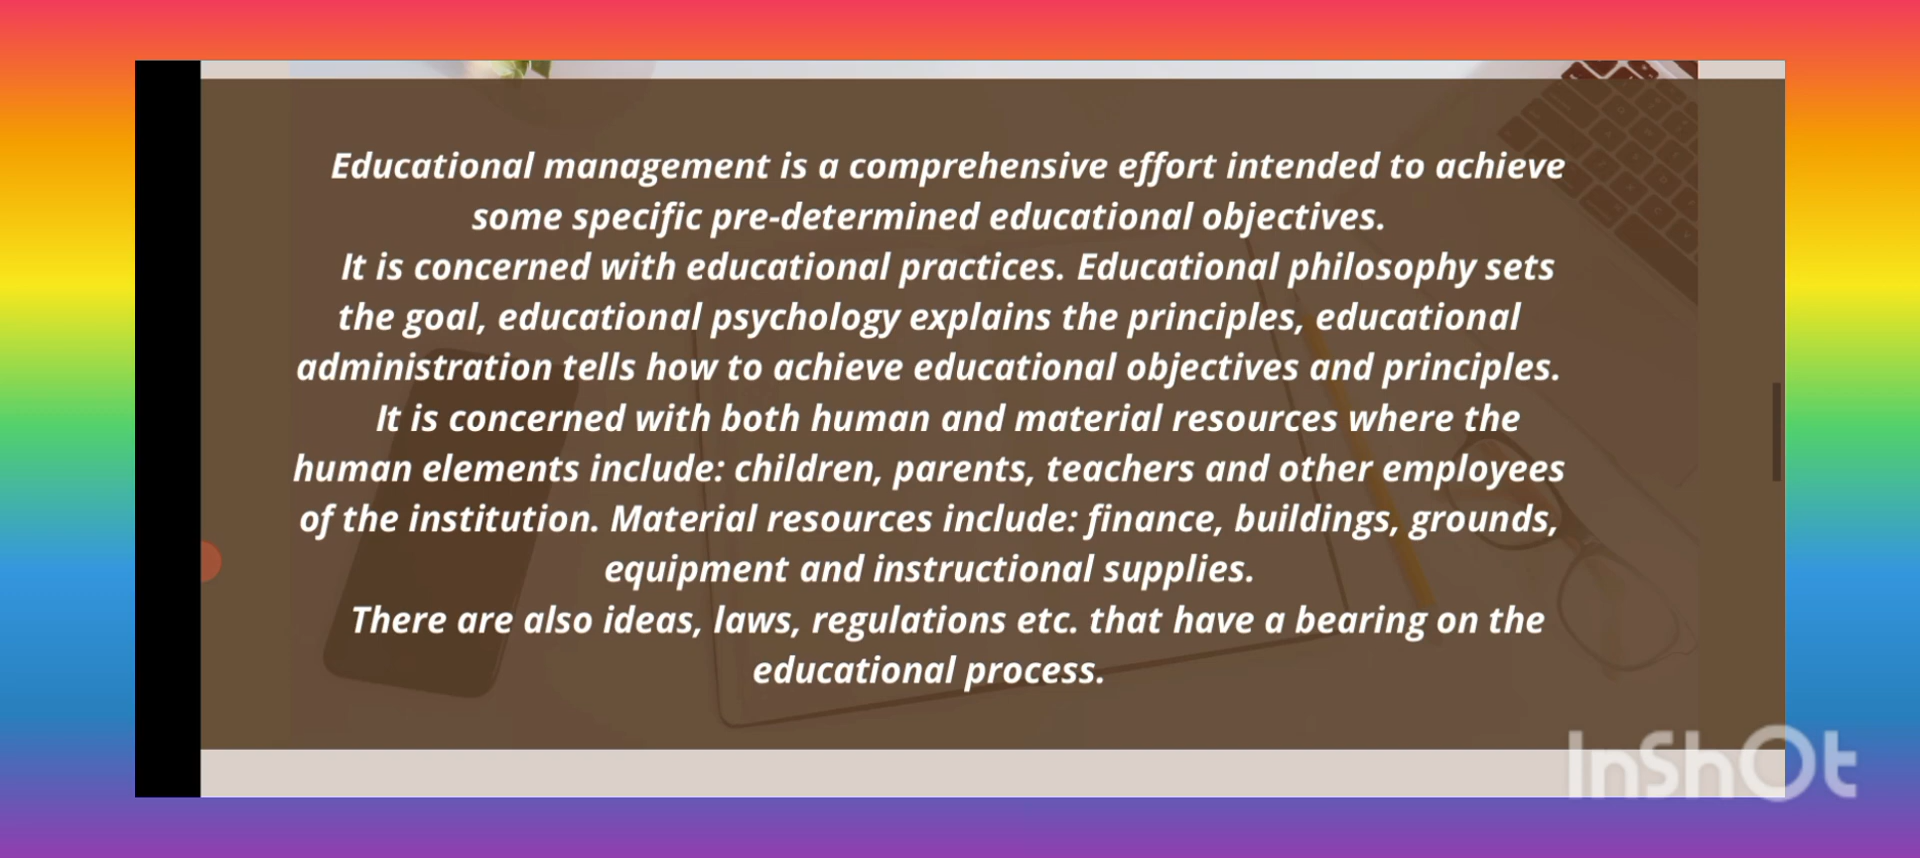 Educational management is a comprehensive effort intended to achieve
some specific pre-determined educational objectives.
It is concerned with educational practices. Educational philosophy sets
the goal, educational psychology explains the principles, educational
administration tells how to achieve educational objectives and principles.
It is concerned with both human and material resources where the
human elements include: children, parents, teachers and other employees
of the institution. Material resources include: finance, buildings, grounds,
equipment and instructional supplies.
There are also ideas, laws, regulations etc. that have a bearing on the
educational process.
InShOt